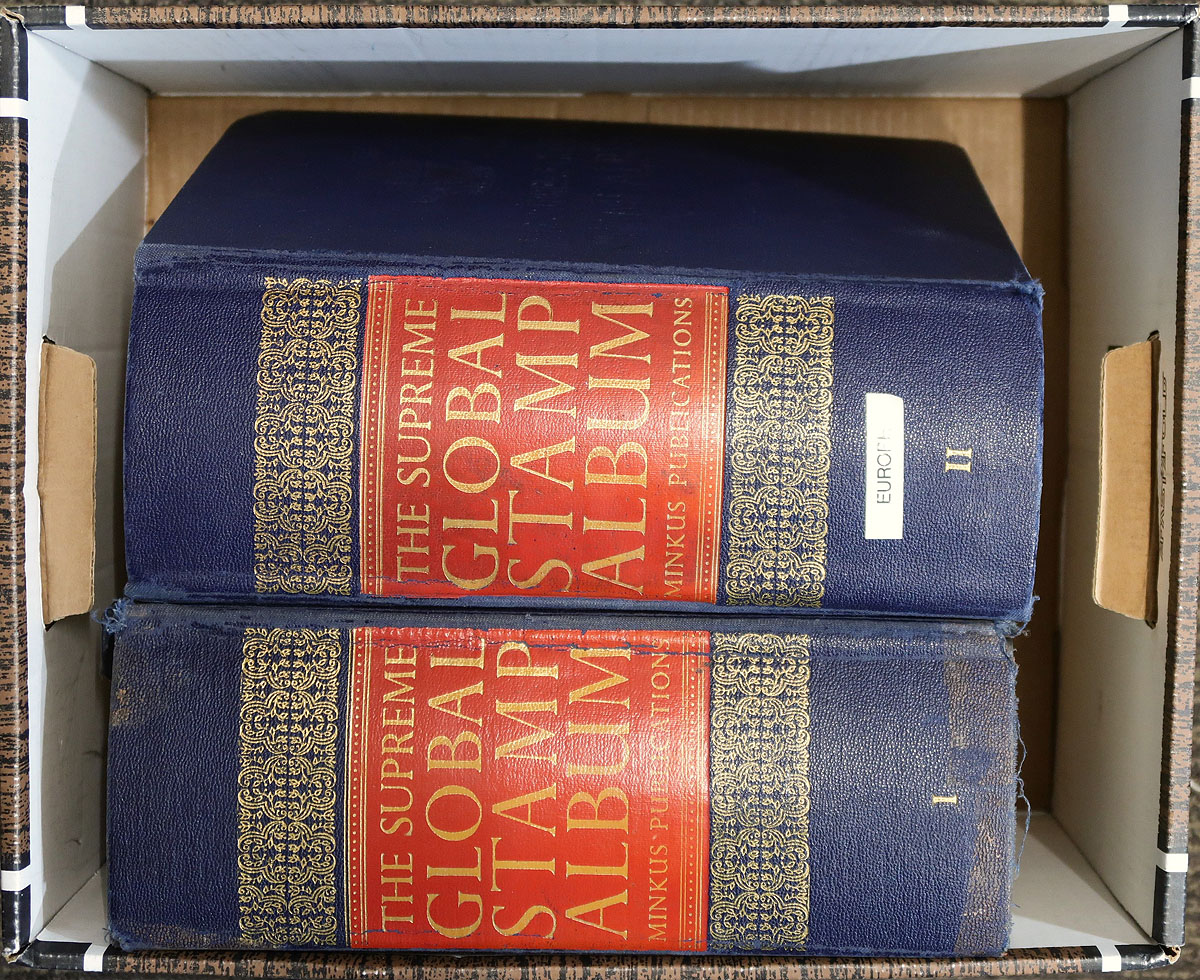 THE SUPREME
GLOBAL
STAMP
ALBUM
MINKUS PUBLICATIONS
EUROPE
II
THE SUPREME
GLOBAL
STAMP
ALBUM
MINKUS PUBLICATIONS
I